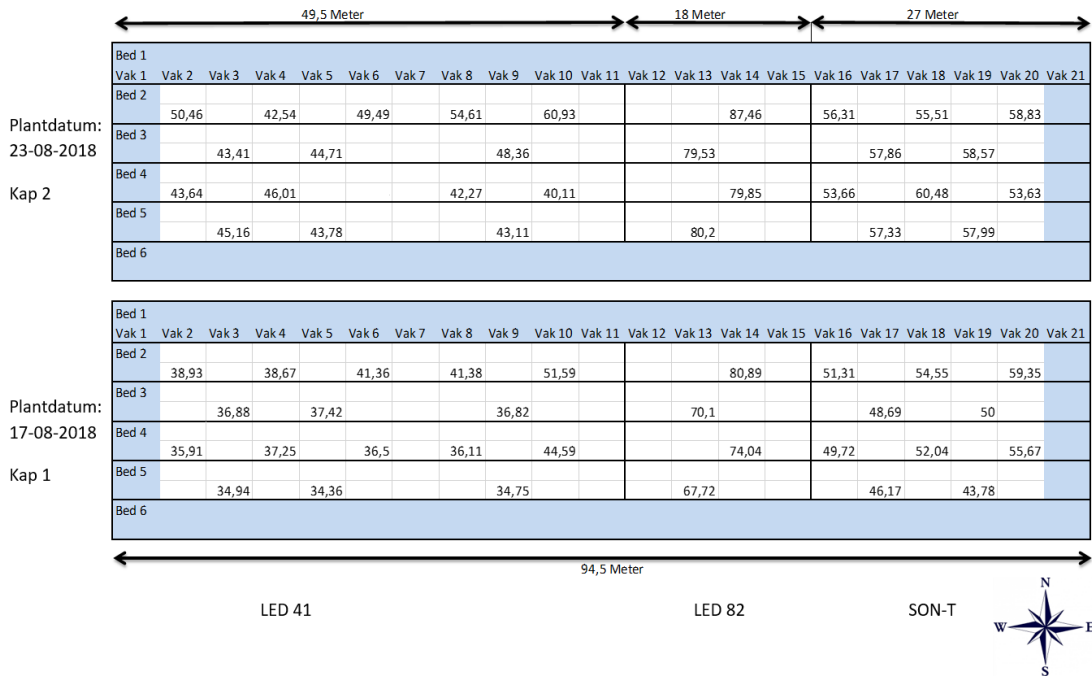 49,5 Meter 18 Meter 27 Meter
Bed 1
Vak 1 Vak 2 Vak 3 Vak 4 Vak 5 Vak 6 Vak 7 Vak 8 Vak 9 Vak 10 Vak 11 Vak 12 Vak 13 Vak 14 Vak 15 Vak 16 Vak 17 Vak 18 Vak 19 Vak 20 Vak 21
Bed 2
50,46 42,54 49,49 54,61 60,93 87,46 56,31 55,51 58,83
Plantdatum:
23-08-2018
Kap 2
Bed 3
43,41 44,71 48,36 79,53 57,86 58,57
Bed 4
43,64 46,01 42,27 40,11 79,85 53,66 60,48 53,63
Bed 5
45,16 43,78 43,11 80,2 57,33 57,99
Bed 6
Bed 1
Vak 1 Vak 2 Vak 3 Vak 4 Vak 5 Vak 6 Vak 7 Vak 8 Vak 9 Vak 10 Vak 11 Vak 12 Vak 13 Vak 14 Vak 15 Vak 16 Vak 17 Vak 18 Vak 19 Vak 20 Vak 21
Bed 2
38,93 38,67 41,36 41,38 51,59 80,89 51,31 54,55 59,35
Plantdatum:
17-08-2018
Kap 1
Bed 3
36,88 37,42 36,82 70,1 48,69 50
Bed 4
35,91 37,25 36,5 36,11 44,59 74,04 49,72 52,04 55,67
Bed 5
34,94 34,36 34,75 67,72 46,17 43,78
Bed 6
94,5 Meter
LED 41 LED 82 SON-T
N
W E
S